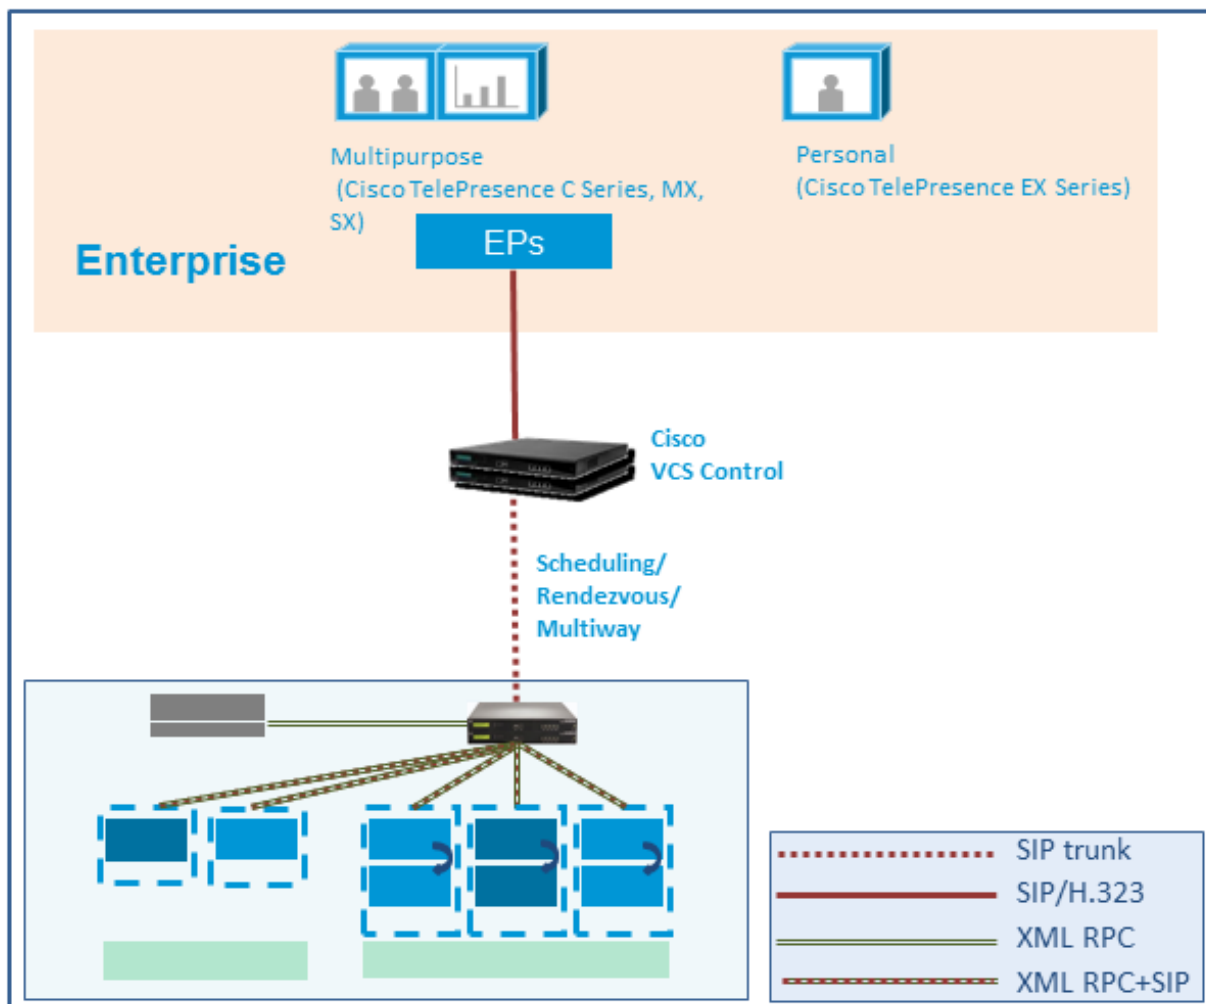 Multipurpose
(Cisco TelePresence C Series, MX,
SX)
Personal
(Cisco TelePresence EX Series)
EPs
Enterprise
Cisco
VCS Control
Scheduling/
Rendezvous/
Multiway
SIP trunk
SIP/H.323
XML RPC
XML RPC+SIP